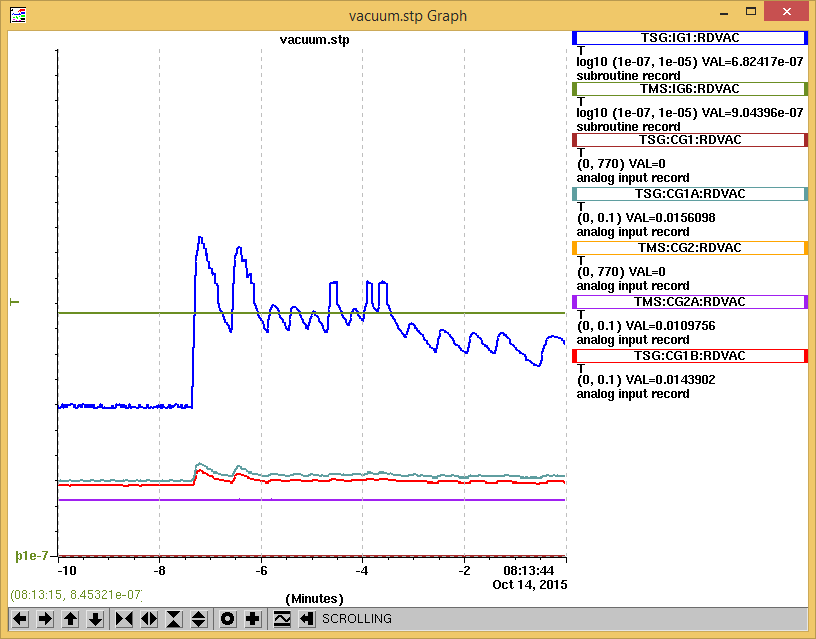 vacuum.stp Graph
vacuum.stp
TSG:IG1:RDVAC
T
log10 (1e-07, 1e-05) VAL=6.82417e-07
subroutine record
TMS:IG6:RDVAC
T
log10 (1e-07, 1e-05) VAL=9.04396e-07
subroutine record
TSG:CG1:RDVAC
T
(0, 770) VAL=0
analog input record
TSG:CG1A:RDVAC
T
(0, 0.1) VAL=0.0156098
analog input record
TMS:CG2:RDVAC
T
(0, 770) VAL=0
analog input record
TMS:CG2A:RDVAC
T
(0, 0.1) VAL=0.0109756
analog input record
TSG:CG1B:RDVAC
T
(0, 0.1) VAL=0.0143902
analog input record
T
1e-7
-10 -8 -6 -4 -2 08:13:44
Oct 14, 2015
(08:13:15, 8.45321e-07)
(Minutes)
SCROLLING